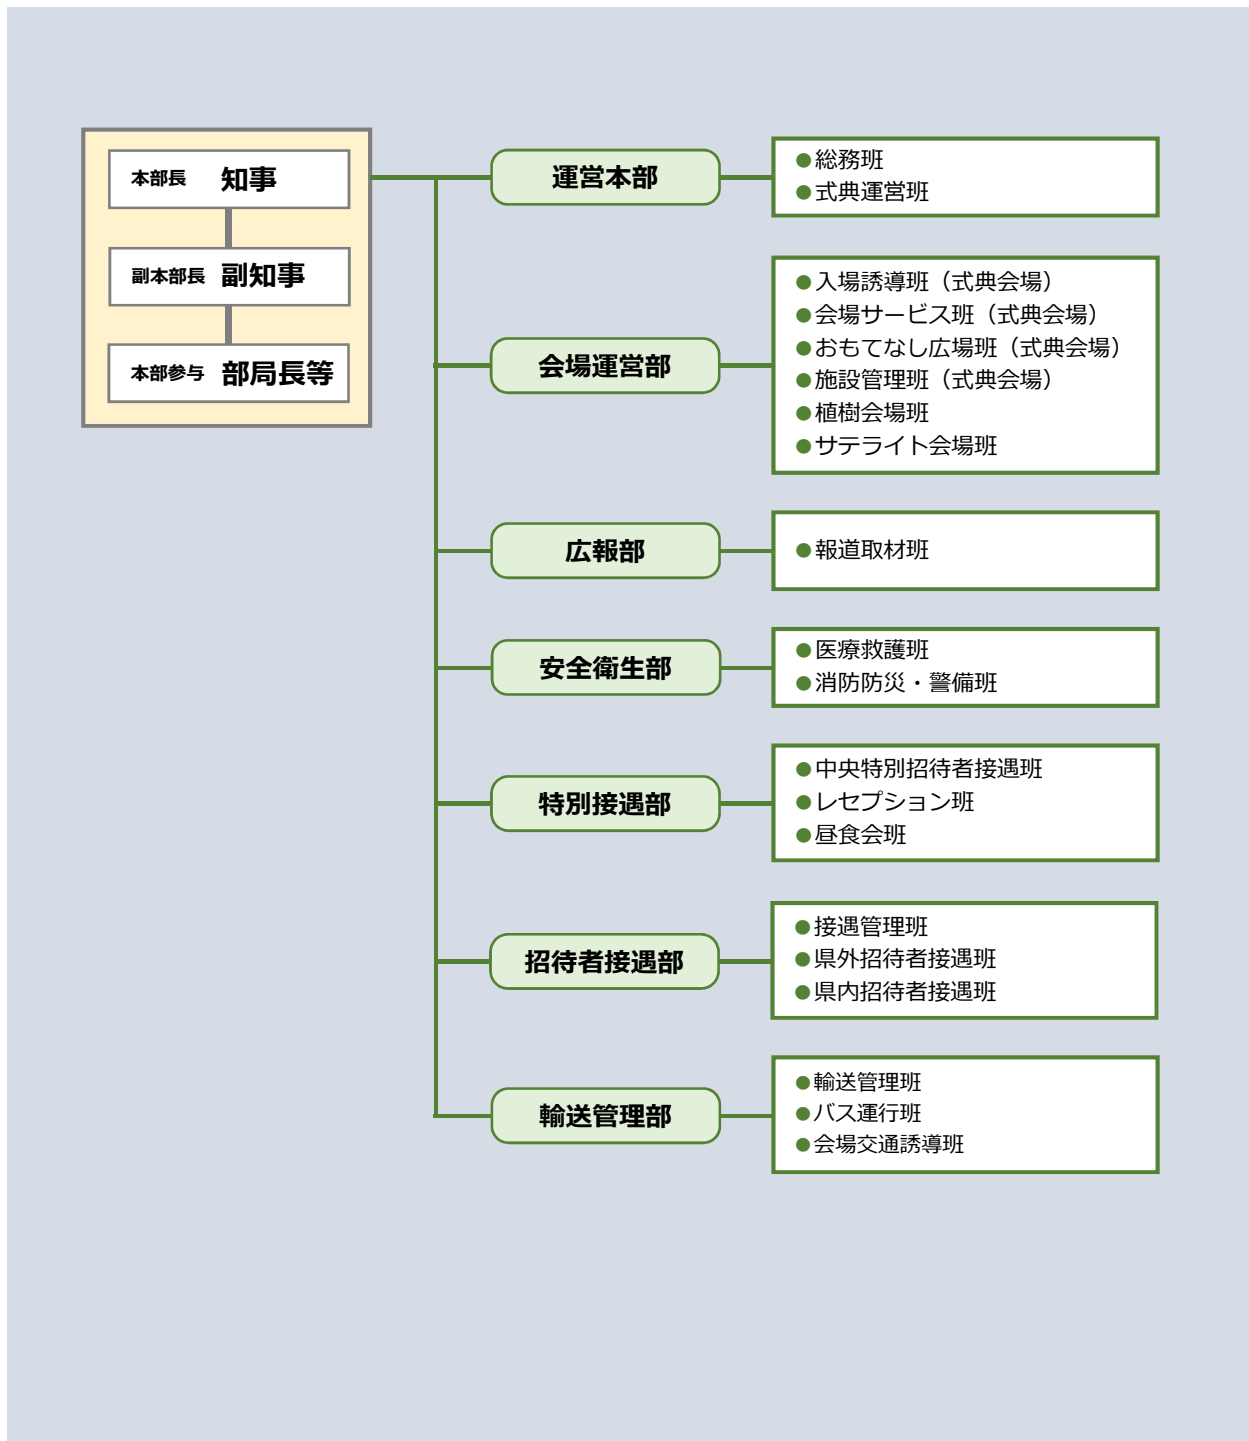 本部長 知事
副本部長 副知事
本部参与 部局長等
運営本部
●総務班
●式典運営班
会場運営部
●入場誘導班（式典会場）
●会場サービス班（式典会場）
●おもてなし広場班（式典会場）
●施設管理班（式典会場）
●植樹会場班
●サテライト会場班
広報部
●報道取材班
安全衛生部
●医療救護班
●消防防災・警備班
特別接遇部
●中央特別招待者接遇班
●レセプション班
●昼食会班
招待者接遇部
●接遇管理班
●県外招待者接遇班
●県内招待者接遇班
輸送管理部
●輸送管理班
●バス運行班
●会場交通誘導班